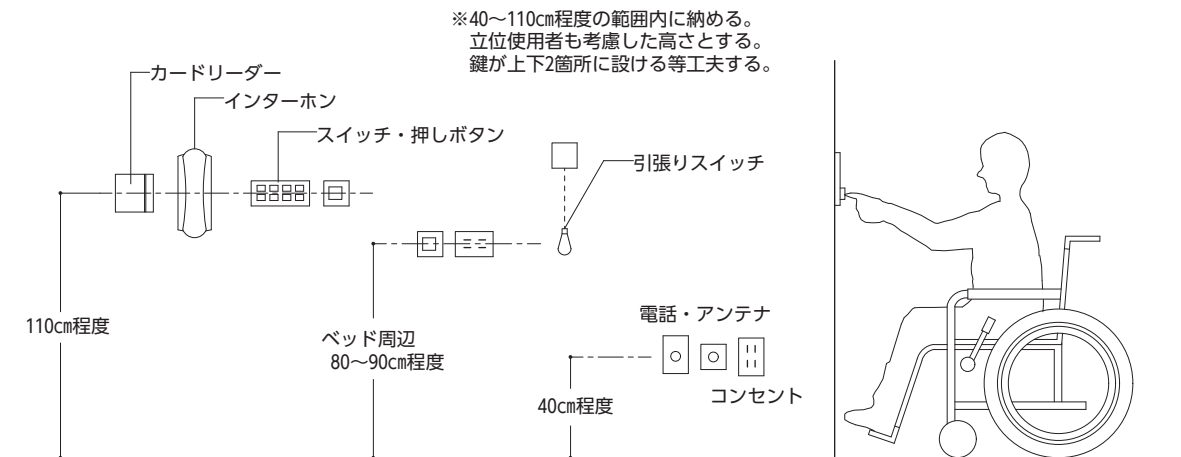 ※40～110㎝程度の範囲内に納める。
立位使用者も考慮した高さとする。
鍵が上下2箇所に設ける等工夫する。
カードリーダー
インターホン
スイッチ・押しボタン
引張りスイッチ
110㎝程度
ベッド周辺
80～90㎝程度
電話・アンテナ
コンセント
40㎝程度